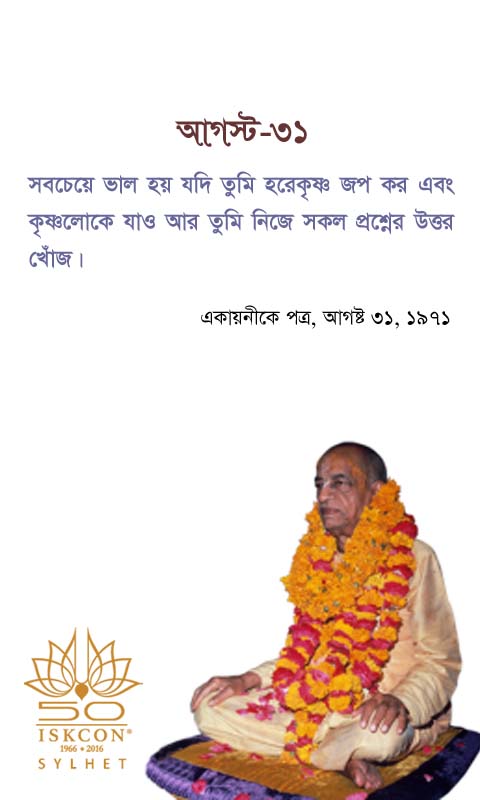 আগস্ট-৩১
সবচেয়ে ভাল হয় যদি তুমি হরেকৃষ্ণ জপ কর এবং
কৃষ্ণলোকে যাও আর তুমি নিজে সকল প্রশ্নের উত্তর
খোঁজ।
একায়নীকে পত্র, আগষ্ট ৩১, ১৯৭১
50
ISKCON®
1966 • 2016
SYLHET